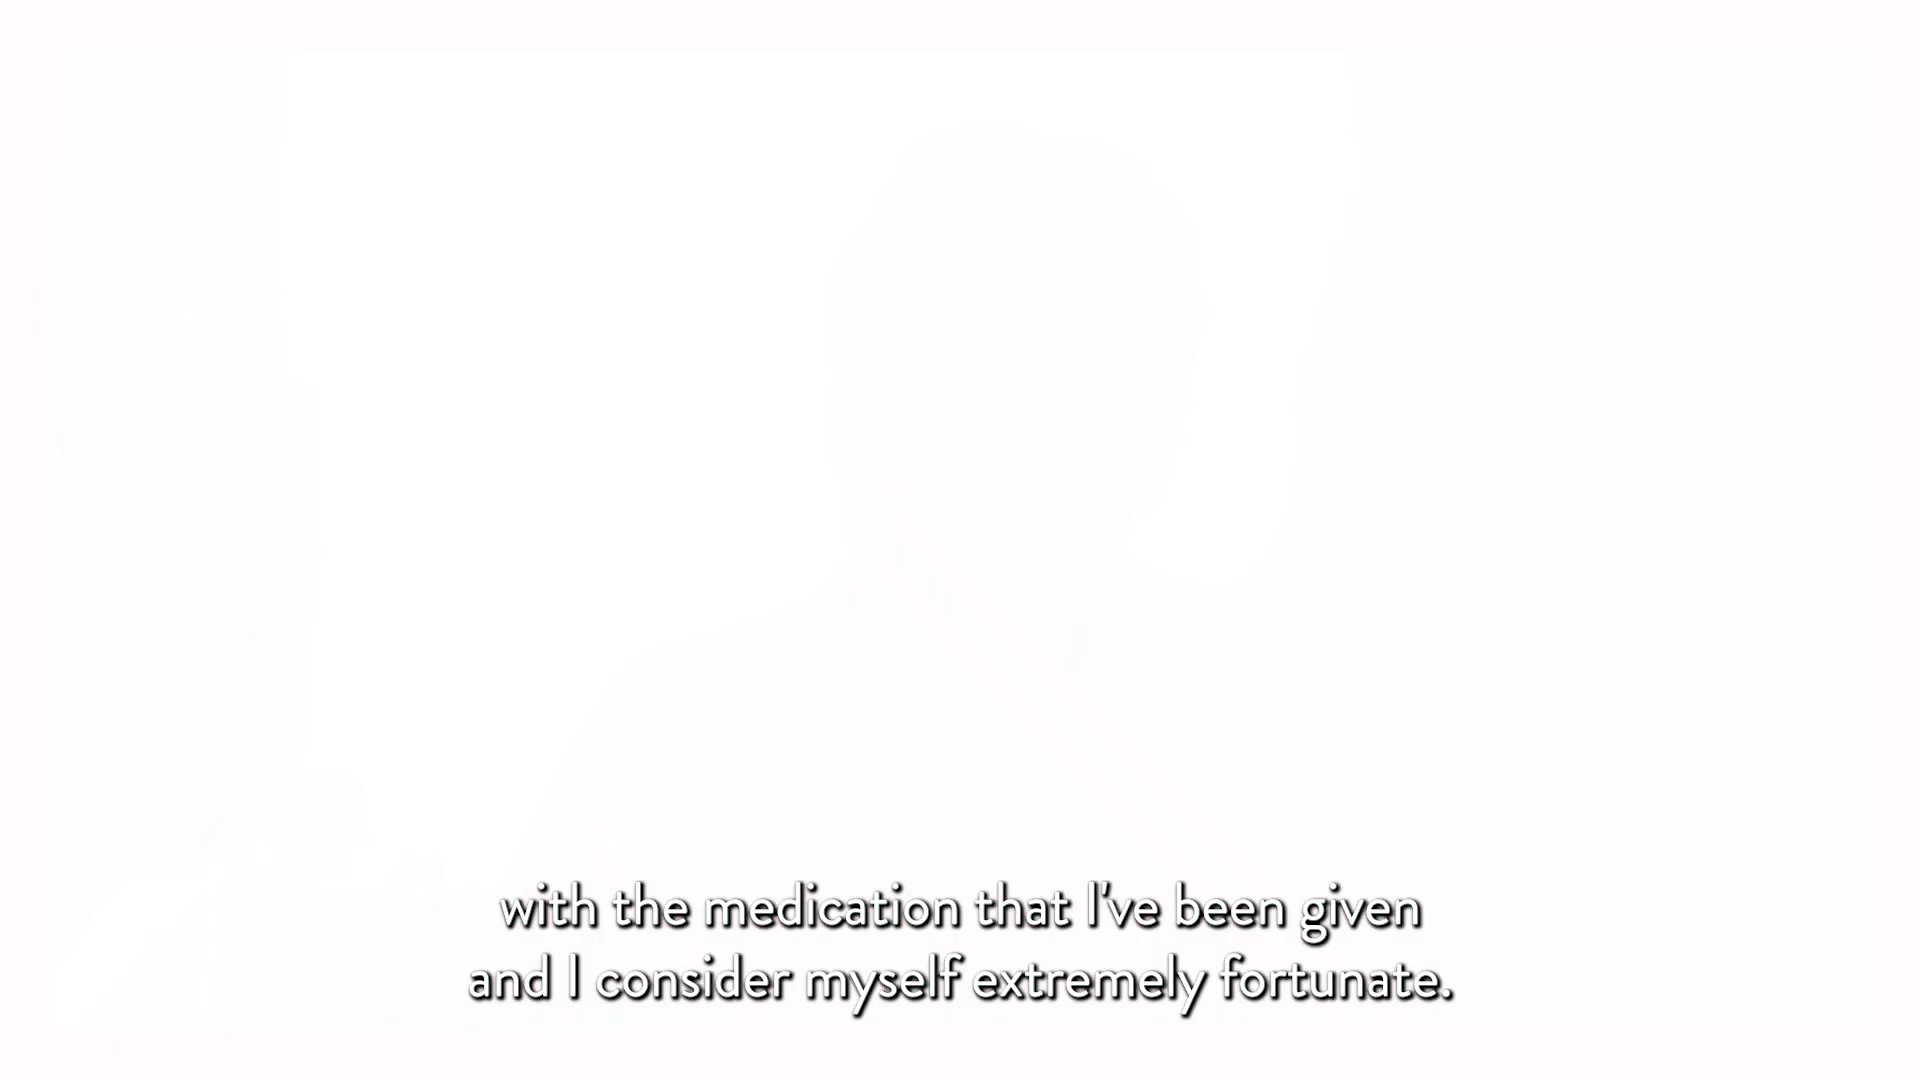 with the medication that I've been given
and I consider myself extremely fortunate.